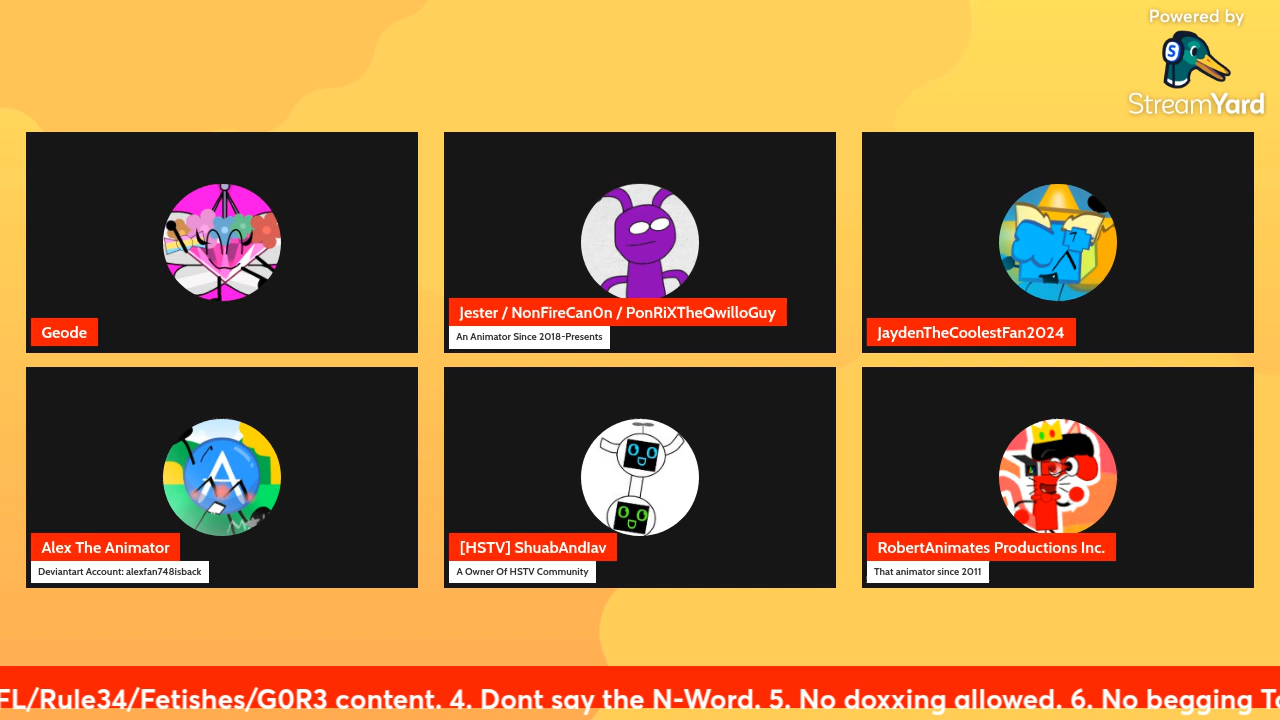 Powered by
S
StreamYard
Geode
Jester / NonFireCan0n / PonRiXTheQwilloGuy
An Animator Since 2018-Presents
JaydenTheCoolestFan2024
A
Alex The Animator
Deviantart Account: alexfan748isback
[HSTV] ShuabAndIav
A Owner Of HSTV Community
RobertAnimates Productions Inc.
That animator since 2011
FL/Rule34/Fetishes/G0R3 content. 4. Dont say the N-Word. 5. No doxxing allowed. 6. No begging